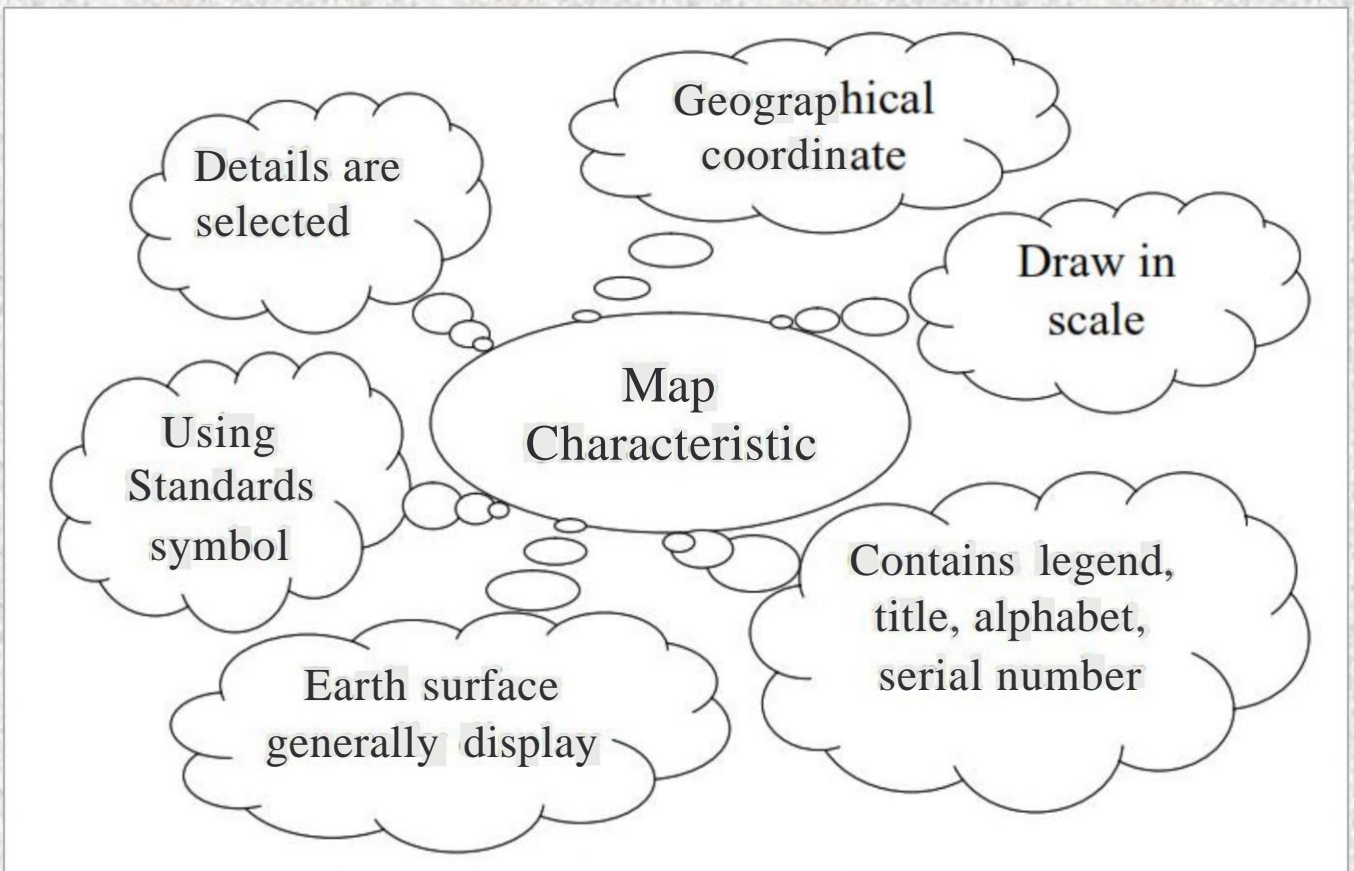 Geographical
coordinate
Details are
selected
Draw in
scale
Map
Characteristic
Using
Standards
symbol
Contains legend,
title, alphabet,
serial number
Earth surface
generally display